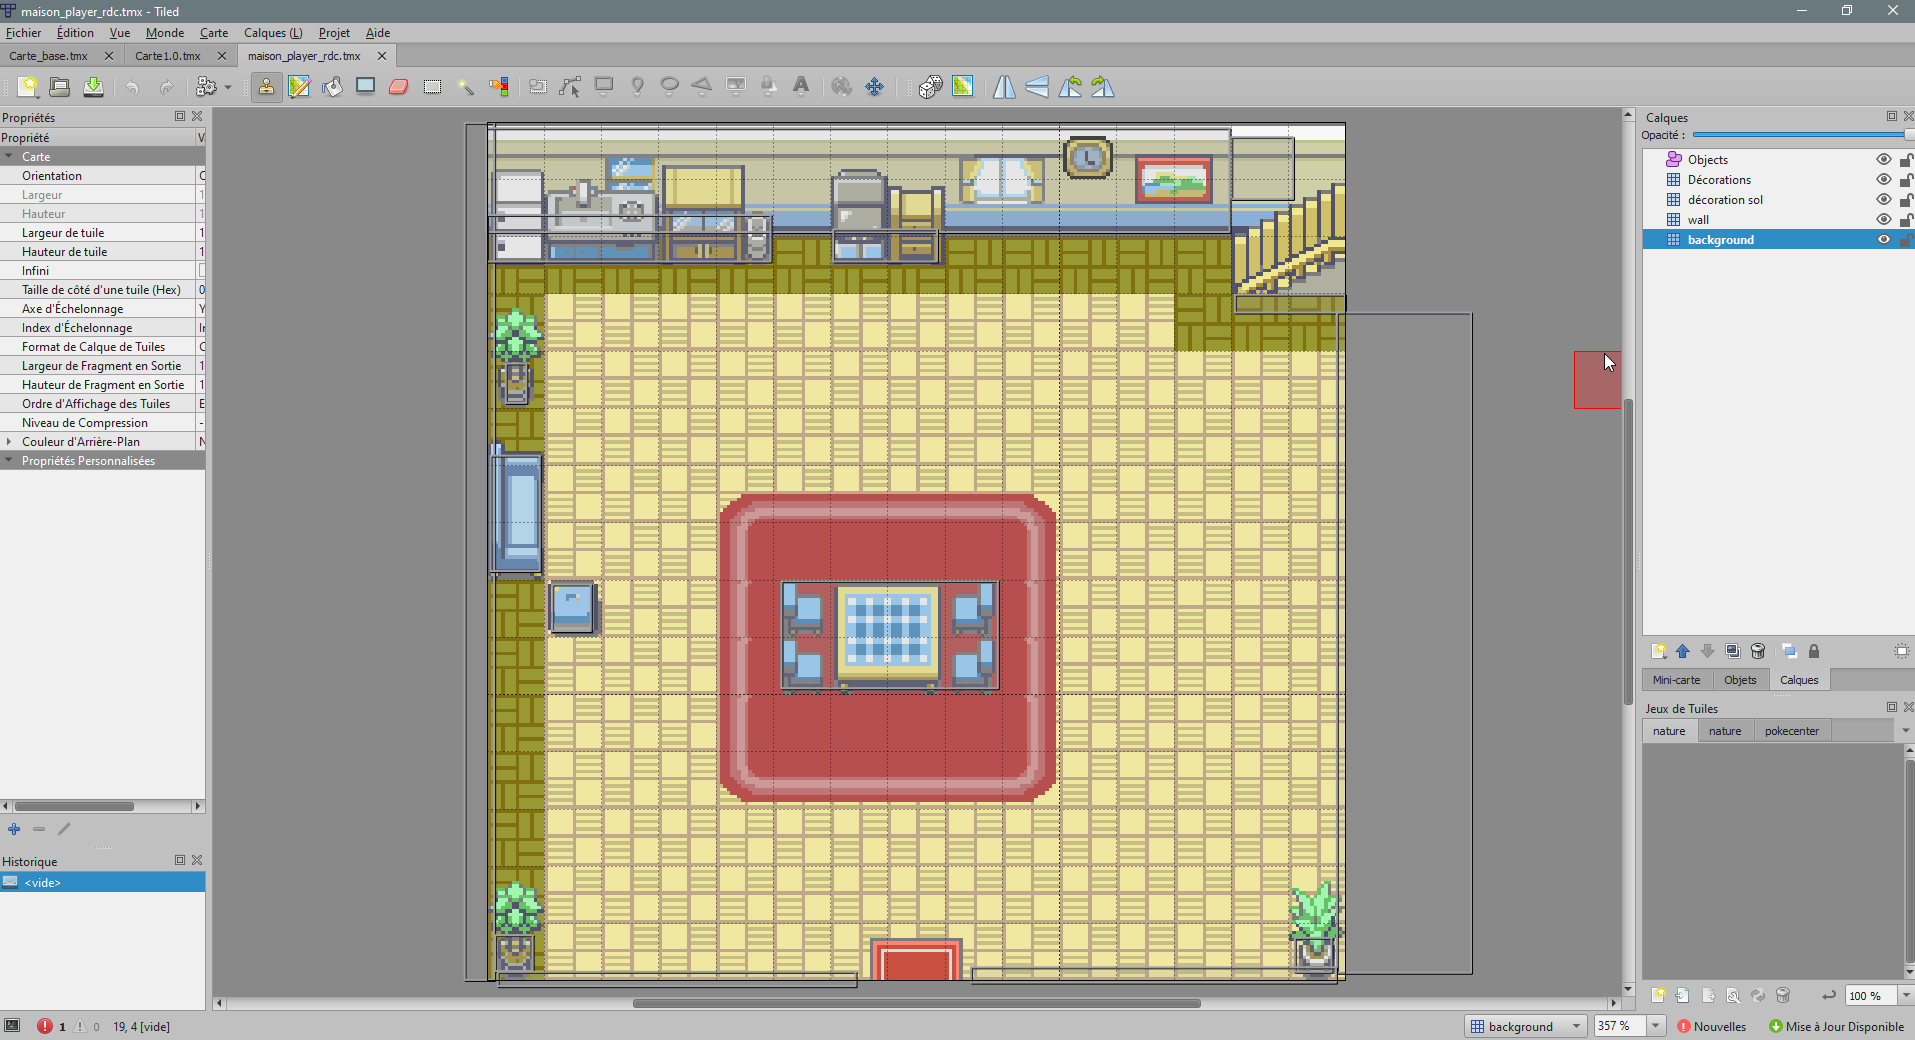 maison_player_rdc.tmx - Tiled
Fichier Édition Vue Monde Carte Calques (L) Projet Aide
Carte_base.tmx Carte1.0.tmx maison_player_rdc.tmx
Propriétés
Propriété V
Carte
Orientation
Largeur 1
Hauteur 1
Largeur de tuile 1
Hauteur de tuile 1
Infini
Taille de côté d'une tuile (Hex) 0
Axe d'Échelonnage Y
Index d'Échelonnage
Format de Calque de Tuiles
Largeur de Fragment en Sortie 1
Hauteur de Fragment en Sortie 1
Ordre d'Affichage des Tuiles
Niveau de Compression -
Couleur d'Arrière-Plan
Propriétés Personnalisées
Historique
<vide>
Calques
Opacité :
Objects
Décorations
décoration sol
wall
background
Mini-carte Objets Calques
Jeux de Tuiles
nature nature pokecenter
100 %
1 0 19, 4 [vide] background 357 % Nouvelles Mise à Jour Disponible